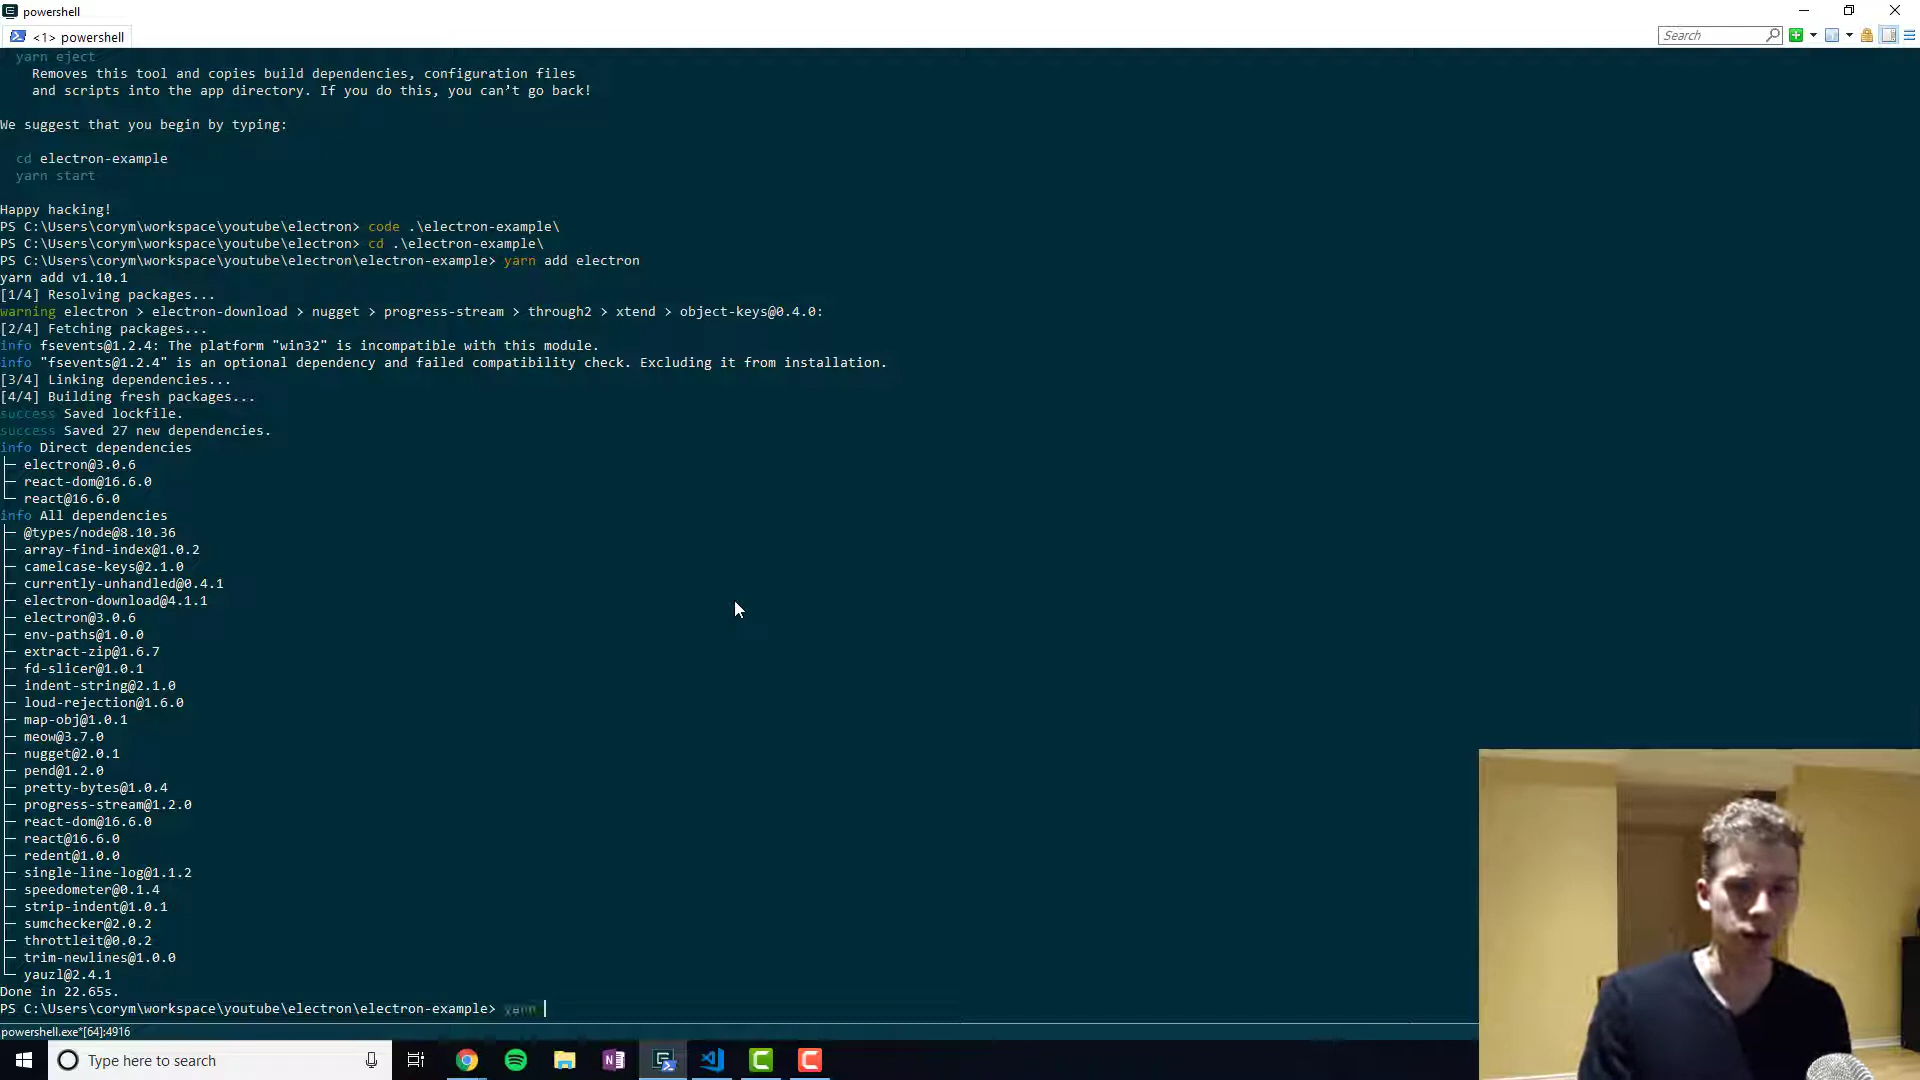 powershell
<1> powershell
Search
yarn eject
Removes this tool and copies build dependencies, configuration files
and scripts into the app directory. If you do this, you can’t go back!
We suggest that you begin by typing:
cd electron-example
yarn start
Happy hacking!
PS C:\Users\corym\workspace\youtube\electron> code .\electron-example\
PS C:\Users\corym\workspace\youtube\electron> cd .\electron-example\
PS C:\Users\corym\workspace\youtube\electron\electron-example> yarn add electron
yarn add v1.10.1
[1/4] Resolving packages...
warning electron > electron-download > nugget > progress-stream > through2 > xtend > object-keys@0.4.0:
[2/4] Fetching packages...
info fsevents@1.2.4: The platform "win32" is incompatible with this module.
info "fsevents@1.2.4" is an optional dependency and failed compatibility check. Excluding it from installation.
[3/4] Linking dependencies...
[4/4] Building fresh packages...
success Saved lockfile.
success Saved 27 new dependencies.
info Direct dependencies
├─ electron@3.0.6
├─ react-dom@16.6.0
└─ react@16.6.0
info All dependencies
├─ @types/node@8.10.36
├─ array-find-index@1.0.2
├─ camelcase-keys@2.1.0
├─ currently-unhandled@0.4.1
├─ electron-download@4.1.1
├─ electron@3.0.6
├─ env-paths@1.0.0
├─ extract-zip@1.6.7
├─ fd-slicer@1.0.1
├─ indent-string@2.1.0
├─ loud-rejection@1.6.0
├─ map-obj@1.0.1
├─ meow@3.7.0
├─ nugget@2.0.1
├─ pend@1.2.0
├─ pretty-bytes@1.0.4
├─ progress-stream@1.2.0
├─ react-dom@16.6.0
├─ react@16.6.0
├─ redent@1.0.0
├─ single-line-log@1.1.2
├─ speedometer@0.1.4
├─ strip-indent@1.0.1
├─ sumchecker@2.0.2
├─ throttleit@0.0.2
├─ trim-newlines@1.0.0
└─ yauzl@2.4.1
Done in 22.65s.
PS C:\Users\corym\workspace\youtube\electron\electron-example> yarn
powershell.exe*[64]:4916
Type here to search